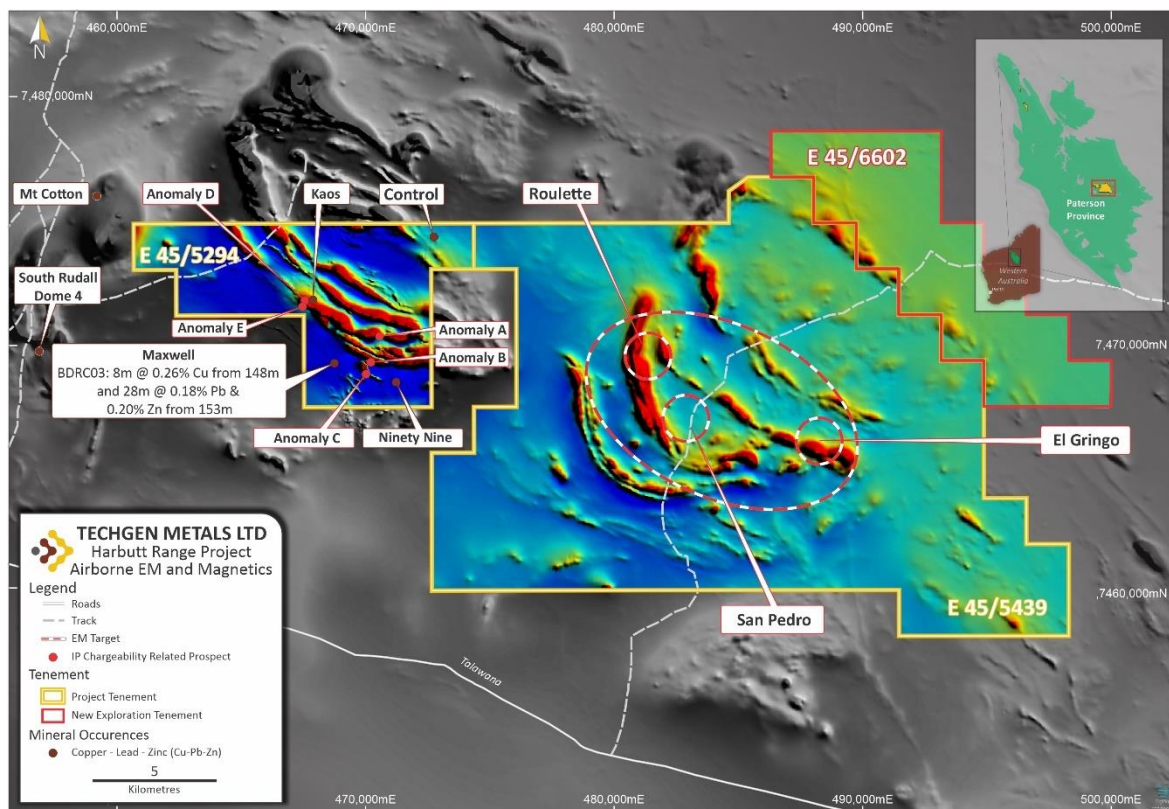 460,000mE
470,000mE
480,000mE
490,000mE
500,000mE
N
7,480,000mN
Mt Cotton
Anomaly D
Kaos
Control
Roulette
E 45/6602
Paterson
Province
Western
Australia
E 45/5294
South Rudall
Dome 4
Anomaly E
Anomaly A
Anomaly B
7,470,000mN
Maxwell
BDRC03: 8m @ 0.26% Cu from 148m
and 28m @ 0.18% Pb &
0.20% Zn from 153m
Anomaly C
Ninety Nine
El Gringo
San Pedro
7460,000mN
E 45/5439
TECHGEN METALS LTD
Harbutt Range Project
Airborne EM and Magnetics
Legend
Roads
Track
EM Target
IP Chargeability Related Prospect
Tenement
Project Tenement
New Exploration Tenement
Mineral Occurences
Copper - Lead - Zinc (Cu-Pb-Zn)
5
Kilometres
Talawana
470,000mE
480,000mE
490,000mE
500,000mE